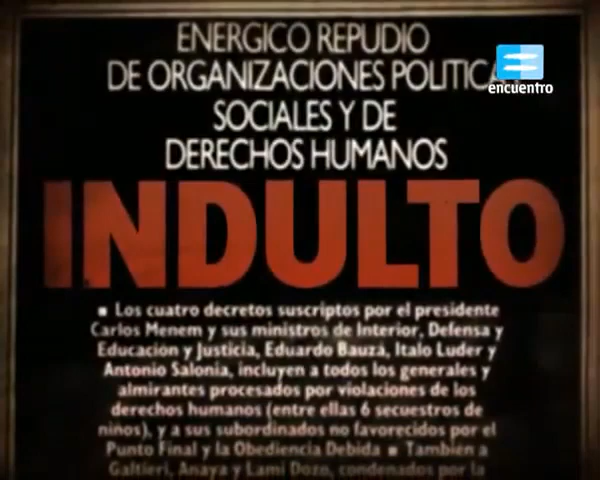 ENERGICO REPUDIO
DE ORGANIZACIONES POLITICA
SOCIALES Y DE
DERECHOS HUMANOS
INDULTO
■ Los cuatro decretos suscriptos por el presidente
Carlos Menem y sus ministros de Interior, Defensa y
Educación y Justicia, Eduardo Bauzá, Italo Luder y
Antonio Salonia, incluyen a todos los generales y
almirantes procesados por violaciones de los
derechos humanos (entre ellas 6 secuestros de
niños), y a sus subordinados no favorecidos por el
Punto Final y la Obediencia Debida ■ También a
Galtieri, Anaya y Lami Dozo, condenados por la
encuentro